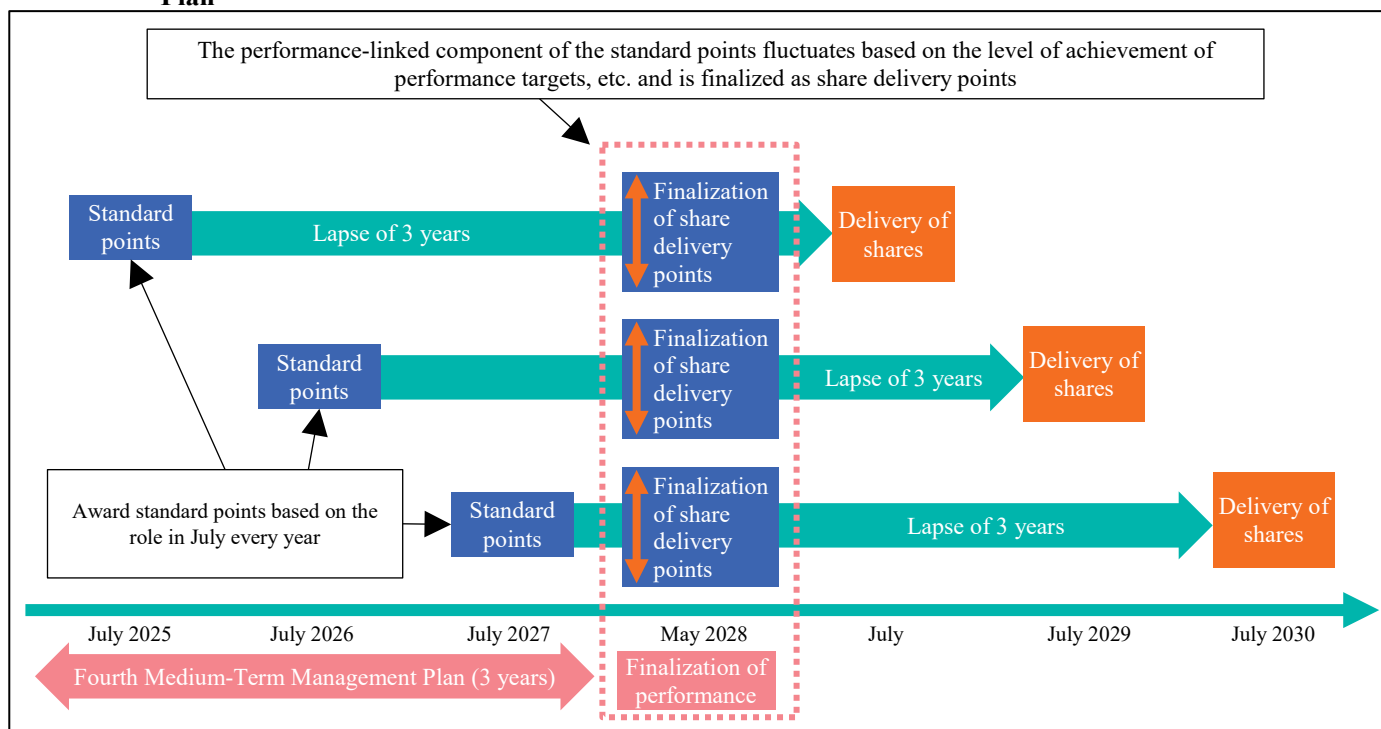 Plan
The performance-linked component of the standard points fluctuates based on the level of achievement of
performance targets, etc. and is finalized as share delivery points
Standard
points
Lapse of 3 years
Finalization
of share
delivery
points
Delivery of
shares
Standard
points
Finalization
of share
delivery
points
Lapse of 3 years
Delivery of
shares
Award standard points based on the
role in July every year
Standard
points
Finalization
of share
delivery
points
Lapse of 3 years
Delivery of
shares
July 2025
July 2026
July 2027
May 2028
July
July 2029
July 2030
Fourth Medium-Term Management Plan (3 years)
Finalization of
performance